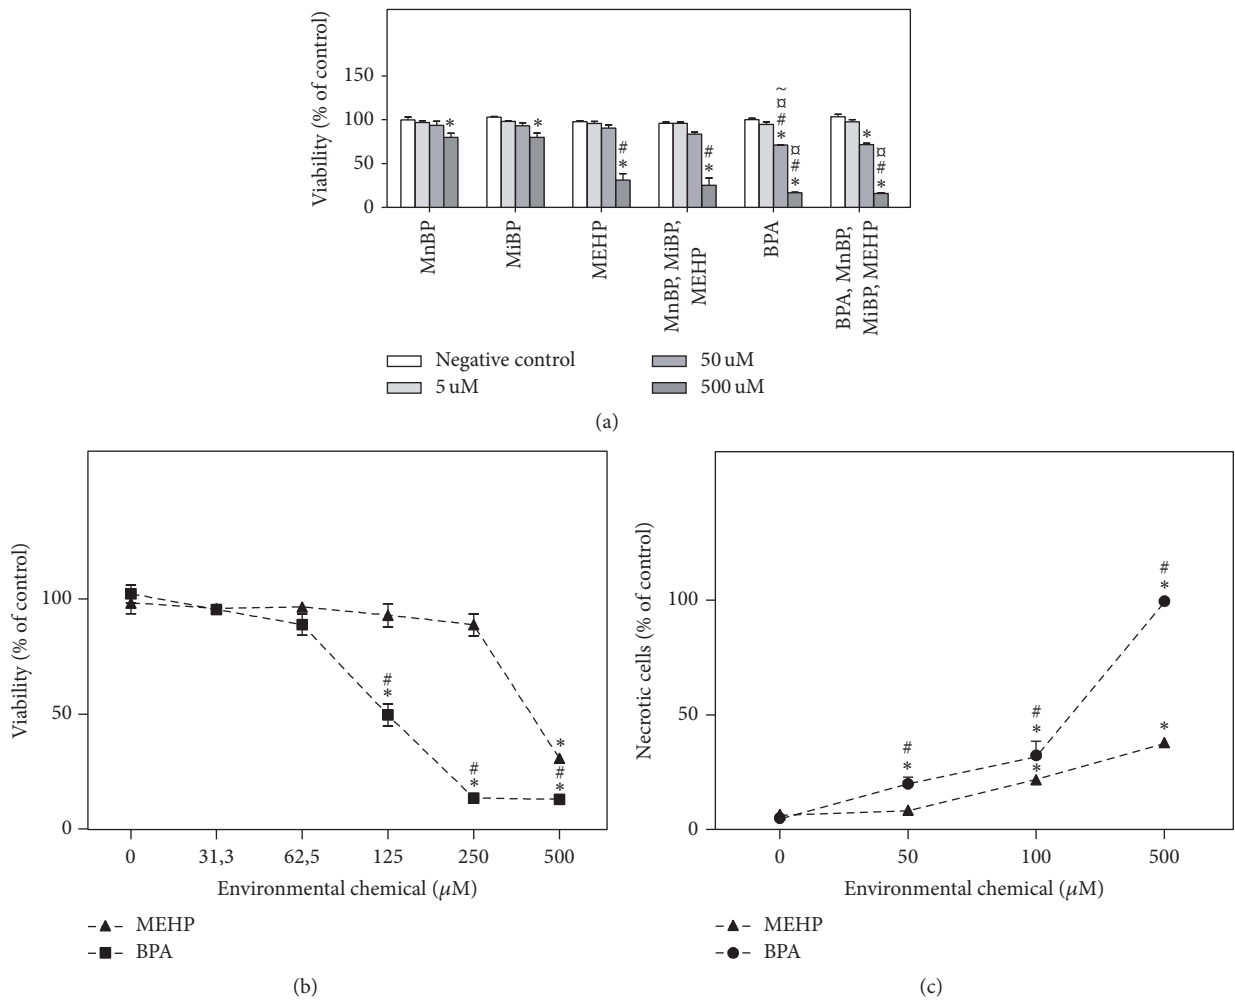 Viability (% of control)
150
100
50
0
*
*
#
*
#
*
~
¤
#
*
¤
#
*
*
¤
#
*
MnBP
MiBP
MEHP
MnBP, MiBP,
MEHP
BPA
BPA, MnBP,
MiBP, MEHP
Negative control
5 uM
50 uM
500 uM
(a)
Viability (% of control)
100
50
0
#
*
#
*
*
#
*
0 31,3 62,5 125 250 500
Environmental chemical (μM)
MEHP
BPA
(b)
Necrotic cells (% of control)
100
50
0
#
*
#
*
*
#
*
*
0 50 100 500
Environmental chemical (μM)
MEHP
BPA
(c)